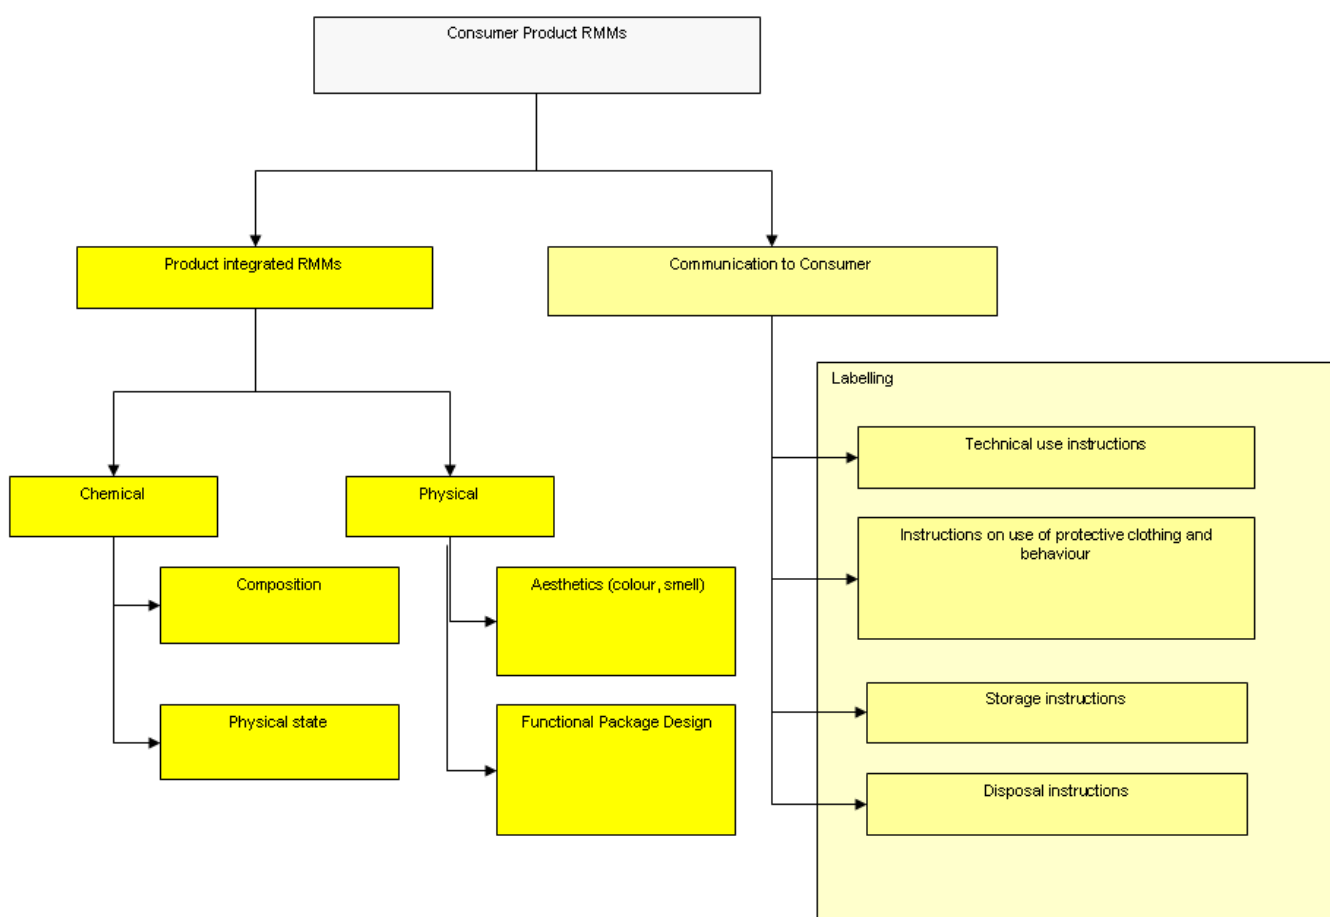 Consumer Product RMMs
Product integrated RMMs
Communication to Consumer
Labelling
Technical use instructions
Chemical
Physical
Instructions on use of protective clothing and
behaviour
Composition
Aesthetics (colour, smell)
Storage instructions
Physical state
Functional Package Design
Disposal instructions